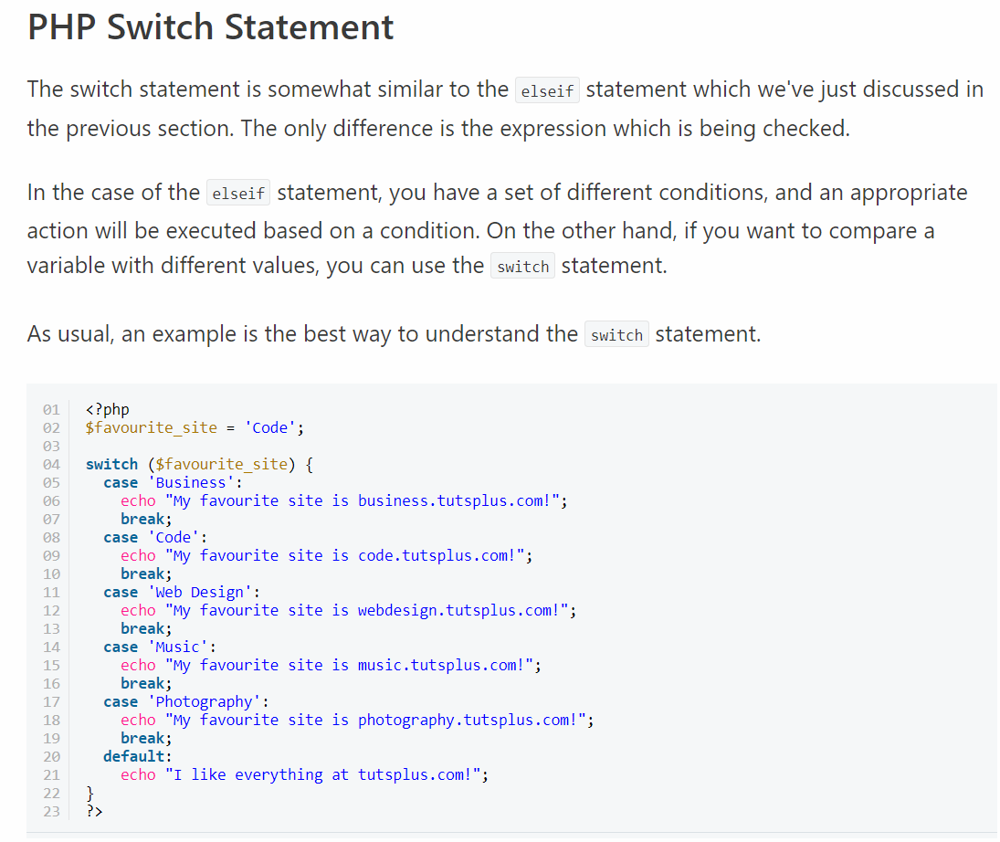 PHP Switch Statement
The switch statement is somewhat similar to the elseif statement which we've just discussed in
the previous section. The only difference is the expression which is being checked.
In the case of the elseif statement, you have a set of different conditions, and an appropriate
action will be executed based on a condition. On the other hand, if you want to compare a
variable with different values, you can use the switch statement.
As usual, an example is the best way to understand the switch statement.
01 <?php
02 $favourite_site = 'Code';
03
04 switch ($favourite_site) {
05   case 'Business':
06     echo "My favourite site is business.tutsplus.com!";
07     break;
08   case 'Code':
09     echo "My favourite site is code.tutsplus.com!";
10     break;
11   case 'Web Design':
12     echo "My favourite site is webdesign.tutsplus.com!";
13     break;
14   case 'Music':
15     echo "My favourite site is music.tutsplus.com!";
16     break;
17   case 'Photography':
18     echo "My favourite site is photography.tutsplus.com!";
19     break;
20   default:
21     echo "I like everything at tutsplus.com!";
22 }
23 ?>